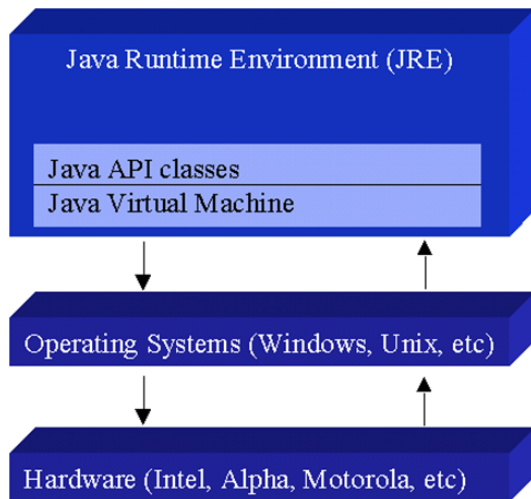 Java Runtime Environment (JRE)
Java API classes
Java Virtual Machine
Operating Systems (Windows, Unix, etc)
Hardware (Intel, Alpha, Motorola, etc)